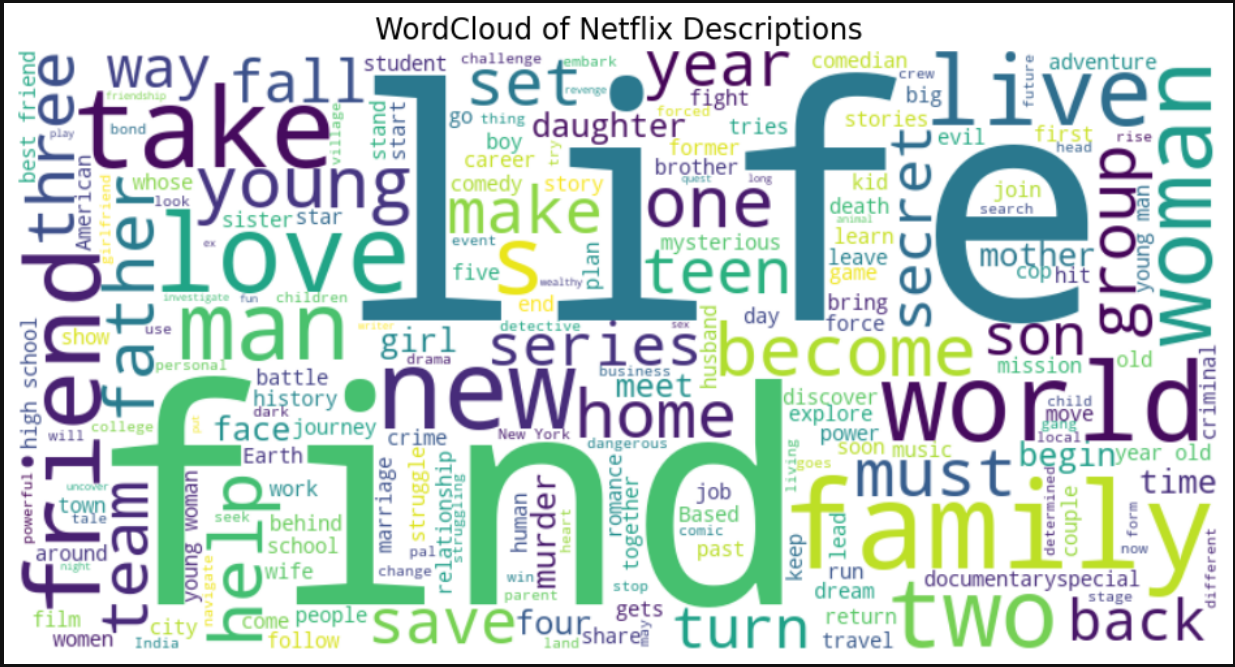 WordCloud of Netflix Descriptions
best friend
three
play
way
friendship
bond
fall
student
challenge
embark
set
revenge
year
fight
forced
comedian
crew
big
live
future
adventure
woman
take
village
stand
start
life
go
thing
daughter
boy
career
try
tries
former
brother
stories
evil
first
head
rise
American
girlfriend
father
whose
look
young
sister
star
ex
love
comedy
story
make
event
s
five
plan
wealthy
end
one
quest
long
mysterious
teen
kid
death
animal
learn
leave
game
secret
join
search
mother
cop
hit
group
young man
friend
investigate
fun
children
man
show
use
personal
writer
girl
drama
detective
sex
series
business
husband
day
bring
force
become
son
mission
old
high school
will
college
put
battle
history
dark
face
journey
new
New York
home
meet
dangerous
discover
explore
power
world
child
move
gang
local
criminal
powerful
uncover
town
tale
around
night
team
young woman
find
Earth
crime
help
seek
work
behind
school
wife
marriage
struggle
pal
change
relationship
struggling
human
win
murder
heart
parent
romance
together
stop
job
Based
comic
past
living
goes
soon
music
must
begin
year old
family
time
keep
lead
run
dream
determined
couple
form
now
different
film
women
city
India
navigate
come
people
follow
save
four
land
share
gets
may
turn
return
travel
documentary
special
stage
two
back